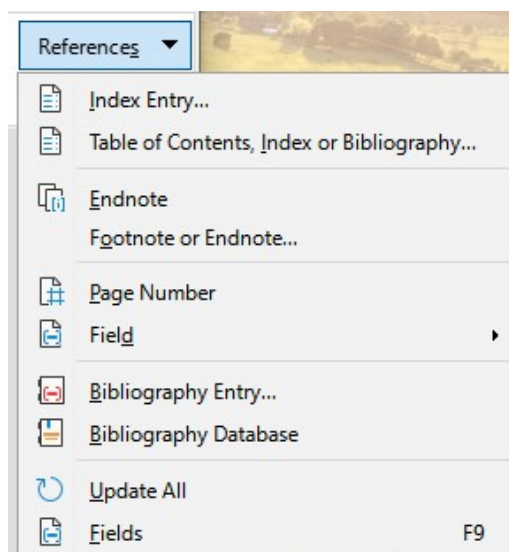 References
Index Entry...
Table of Contents, Index or Bibliography...
Endnote
Footnote or Endnote...
Page Number
Field
Bibliography Entry...
Bibliography Database
Update All
Fields F9